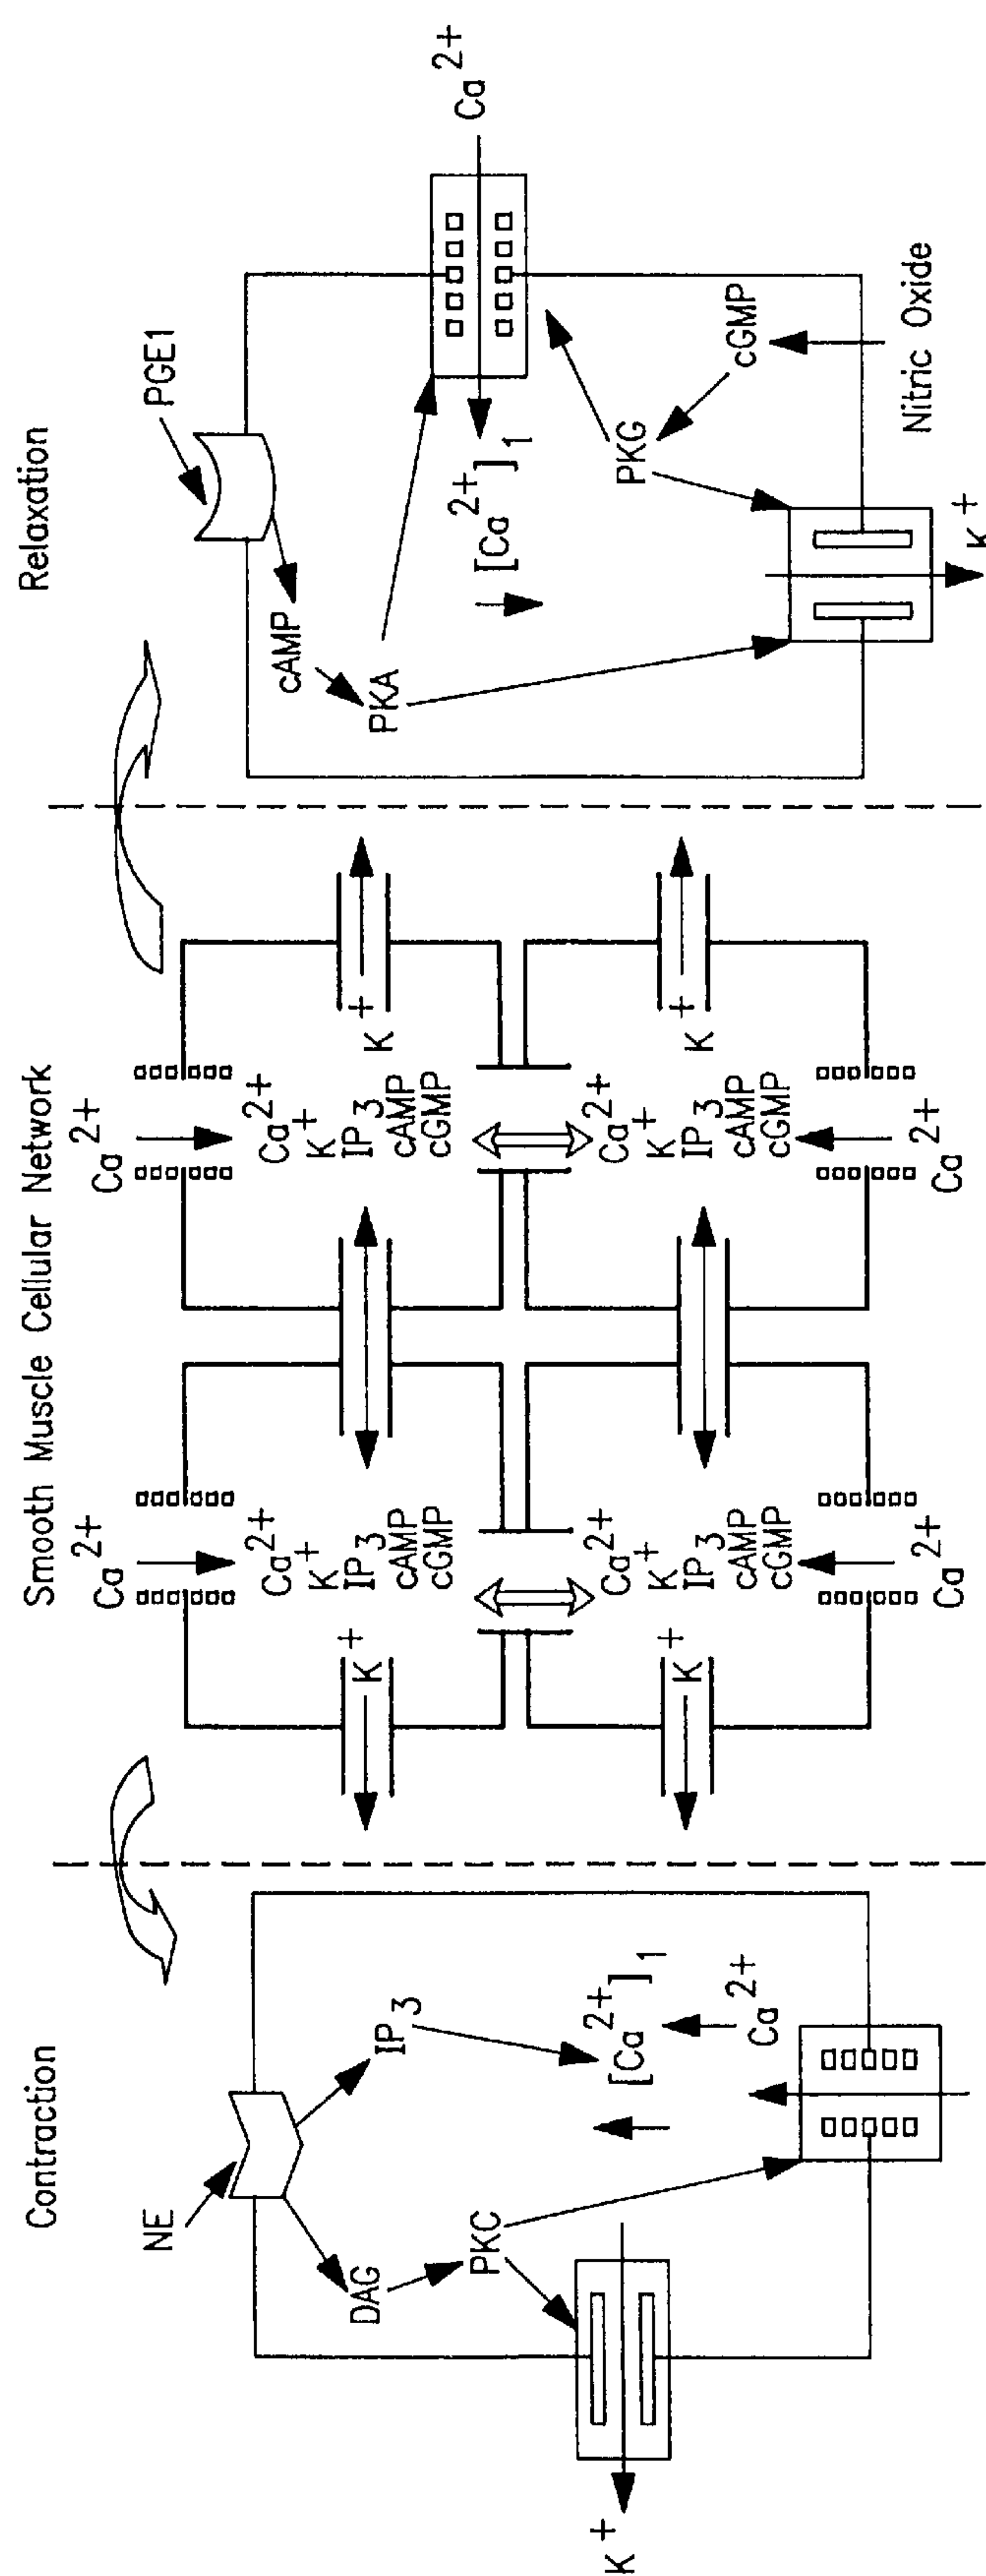 Contraction
NE
DAG
IP3
PKC
[Ca2+]1
Ca2+
K+
Smooth Muscle Cellular Network
Ca2+
Ca2+
Ca2+
K+
IP3
cAMP
cGMP
K+
Ca2+
K+
IP3
cAMP
cGMP
K+
Ca2+
K+
IP3
cAMP
cGMP
K+
Ca2+
K+
IP3
cAMP
cGMP
K+
Ca2+
Ca2+
Relaxation
PGE1
cAMP
PKA
[Ca2+]1
Ca2+
PKG
cGMP
Nitric Oxide
K+